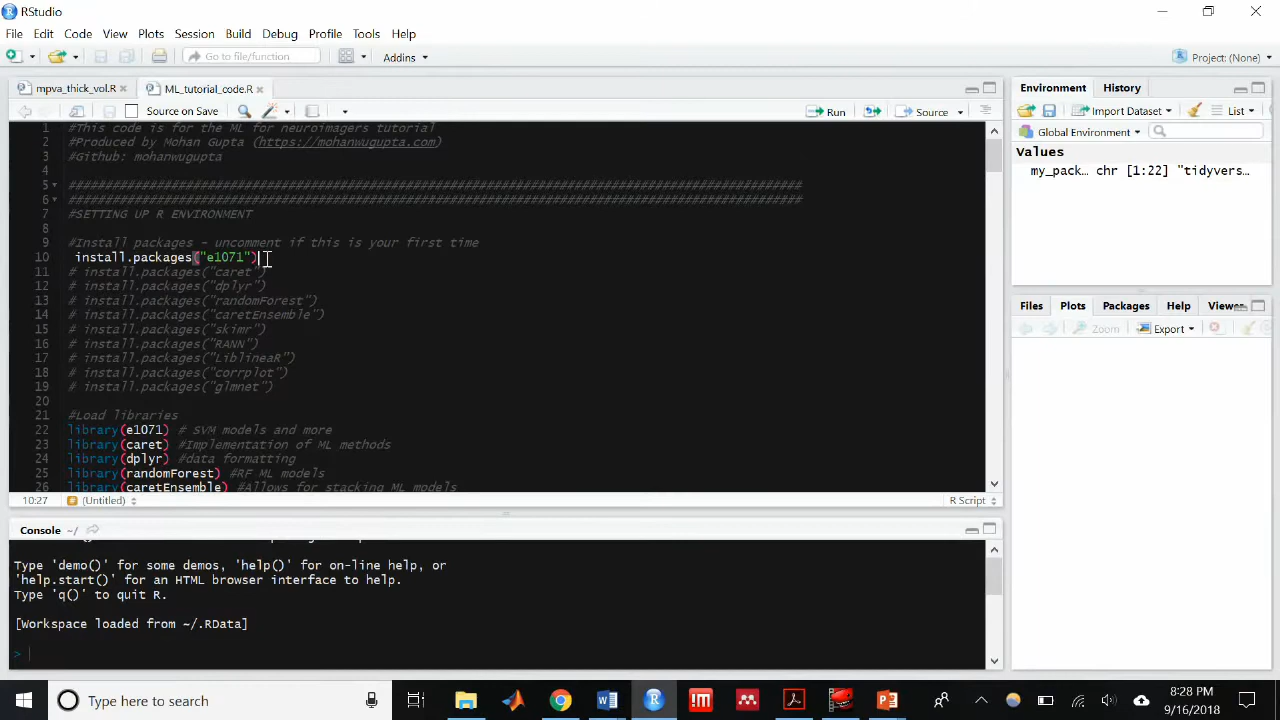 RStudio
File Edit Code View Plots Session Build Debug Profile Tools Help
Go to file/function Addins Project: (None)
mpva_thick_vol.R ML_tutorial_code.R
Source on Save Run Source
1 #This code is for the ML for neuroimagers tutorial
2 #Produced by Mohan Gupta (https://mohanwugupta.com)
3 #Github: mohanwugupta
4
5 ####################################################################################################
6 ####################################################################################################
7 #SETTING UP R ENVIRONMENT
8
9 #Install packages - uncomment if this is your first time
10 install.packages("e1071")
11 # install.packages("caret")
12 # install.packages("dplyr")
13 # install.packages("randomForest")
14 # install.packages("caretEnsemble")
15 # install.packages("skimr")
16 # install.packages("RANN")
17 # install.packages("LiblineaR")
18 # install.packages("corrplot")
19 # install.packages("glmnet")
20
21 #Load libraries
22 library(e1071) # SVM models and more
23 library(caret) #Implementation of ML methods
24 library(dplyr) #data formatting
25 library(randomForest) #RF ML models
26 library(caretEnsemble) #Allows for stacking ML models
10:27 (Untitled) R Script
Console ~/
Type 'demo()' for some demos, 'help()' for on-line help, or
'help.start()' for an HTML browser interface to help.
Type 'q()' to quit R.
[Workspace loaded from ~/.RData]
>
Environment History
Import Dataset List
Global Environment
Values
my_pack… chr [1:22] "tidyvers…
Files Plots Packages Help Viewer
Zoom Export
Type here to search
8:28 PM
9/16/2018